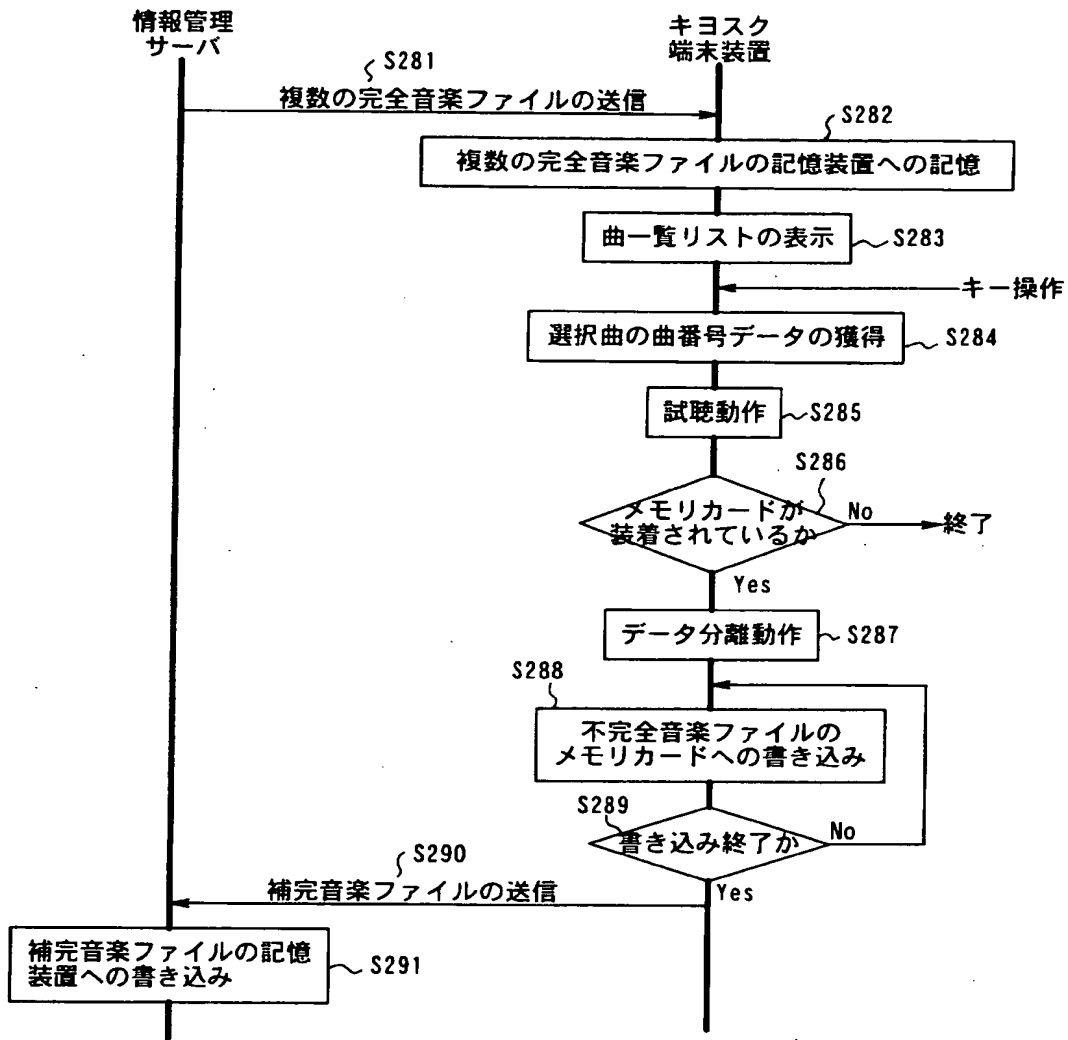 情報管理
サーバ
キヨスク
端末装置
S281
複数の完全音楽ファイルの送信
S282
複数の完全音楽ファイルの記憶装置への記憶
曲一覧リストの表示
S283
キー操作
選択曲の曲番号データの獲得
S284
試聴動作
S285
S286
メモリカードが
装着されているか
No
終了
Yes
データ分離動作
S287
S288
不完全音楽ファイルの
メモリカードへの書き込み
S289
書き込み終了か
No
Yes
S290
補完音楽ファイルの送信
補完音楽ファイルの記憶
装置への書き込み
S291